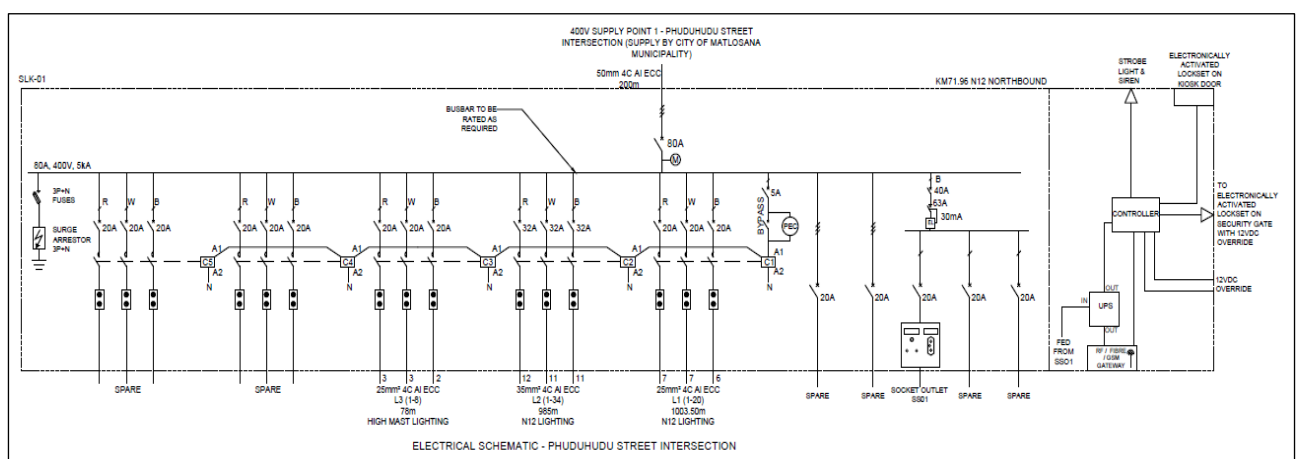 400V SUPPLY POINT 1 - PHUDUHUDU STREET
INTERSECTION (SUPPLY BY CITY OF MATLOSANA
MUNICIPALITY)
50mm 4C Al ECC
200m
SLK-01
KM71.96 N12 NORTHBOUND
STROBE
LIGHT &
SIREN
ELECTRONICALLY
ACTIVATED
LOCKSET ON
KIOSK DOOR
BUSBAR TO BE
RATED AS
REQUIRED
80A
M
80A, 400V, 5kA
3P+N
FUSES
SURGE
ARRESTOR
3P+N
R W B
20A 20A 20A
R W B
20A 20A 20A
R W B
20A 20A 20A
R W B
32A 32A 32A
R W B
20A 20A 20A
5A
BYPASS
PEC
B
40A
63A
30mA
A1 A1 A1 A1
C5 C4 C3 C2 C1
A2 A2 A2 A2 A2
N N N N N
20A 20A 20A 20A 20A
CONTROLLER
TO
ELECTRONICALLY
ACTIVATED
LOCKSET ON
SECURITY GATE
WITH 12VDC
OVERRIDE
12VDC
OVERRIDE
OUT
IN
UPS
OUT
FED
FROM
SS01
RF / FIBRE
/ GSM
GATEWAY
SPARE
SPARE
3 3 2
25mm² 4C Al ECC
L3 (1-8)
78m
HIGH MAST LIGHTING
12 11 11
35mm² 4C Al ECC
L2 (1-34)
985m
N12 LIGHTING
7 7 6
25mm² 4C Al ECC
L1 (1-20)
1003.50m
N12 LIGHTING
SPARE
SPARE
SOCKET OUTLET
SS01
SPARE
SPARE
ELECTRICAL SCHEMATIC - PHUDUHUDU STREET INTERSECTION